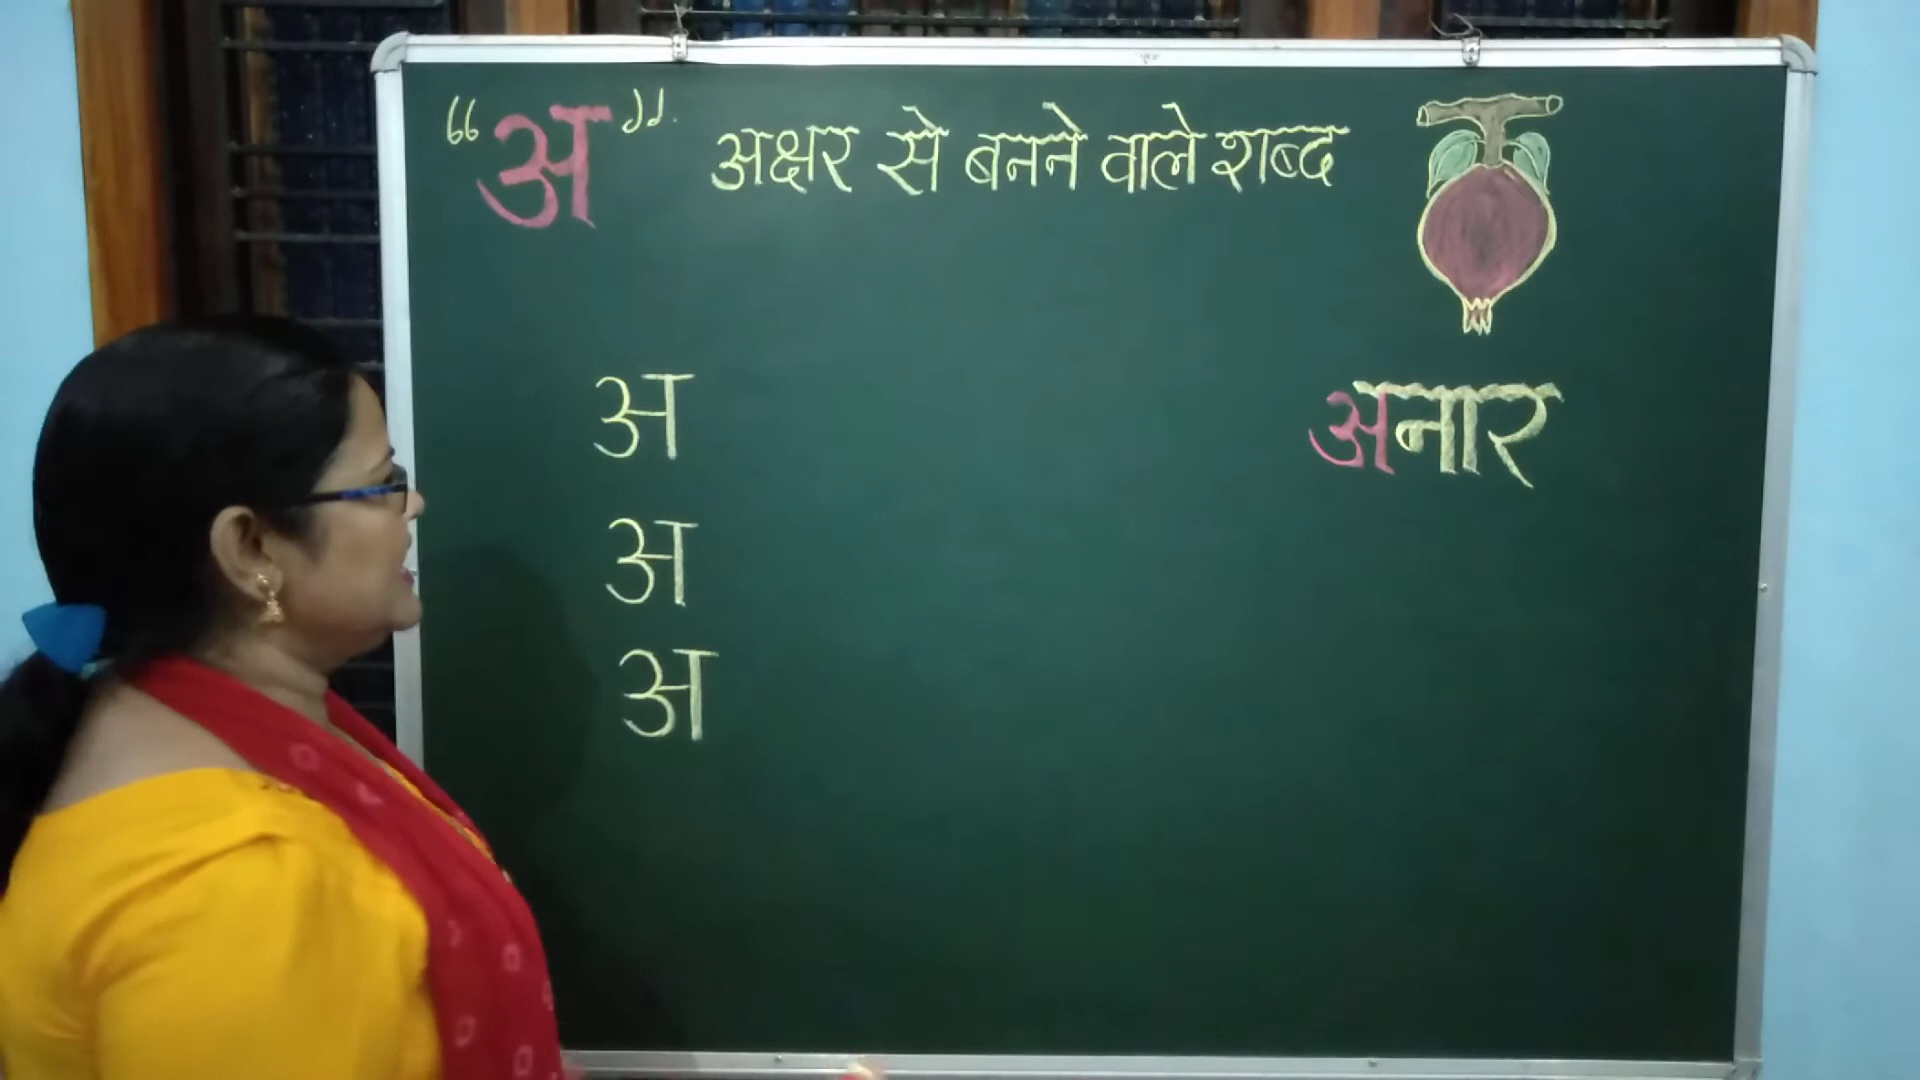 “अ”. अक्षर से बनने वाले शब्द
अ
अनार
अ
अ